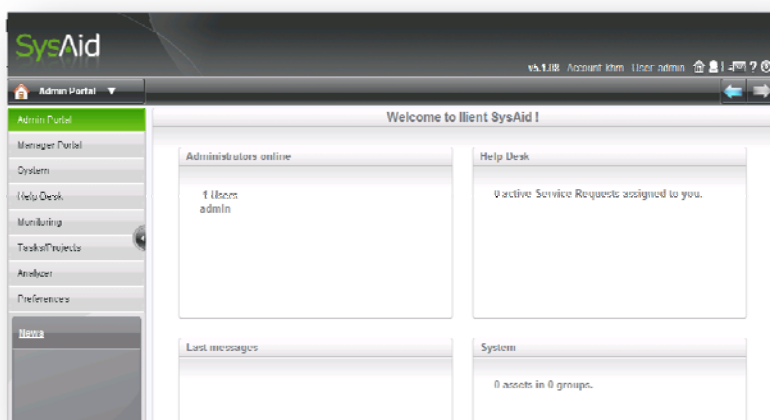 SysAid
v5.1.08 Account khm User admin
Admin Portal
Admin Portal
Manager Portal
System
Help Desk
Monitoring
Tasks/Projects
Analyzer
Preferences
News
Welcome to Ilient SysAid !
Administrators online
1 Users
admin
Help Desk
0 active Service Requests assigned to you.
Last messages
System
0 assets in 0 groups.